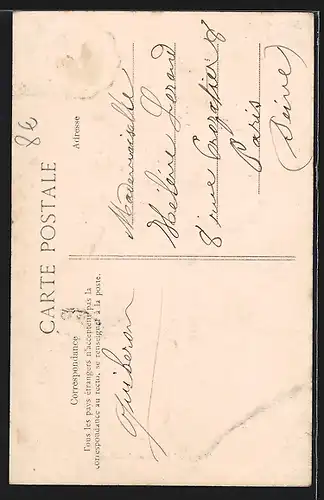 CARTE POSTALE
Correspondance
Tous les pays étrangers n'acceptent pas la
correspondance au recto, se renseigner à la poste.
Adresse
Quiberon
Mademoiselle
Hélène
8 rue Crozatier 8
Paris
(Seine)
86